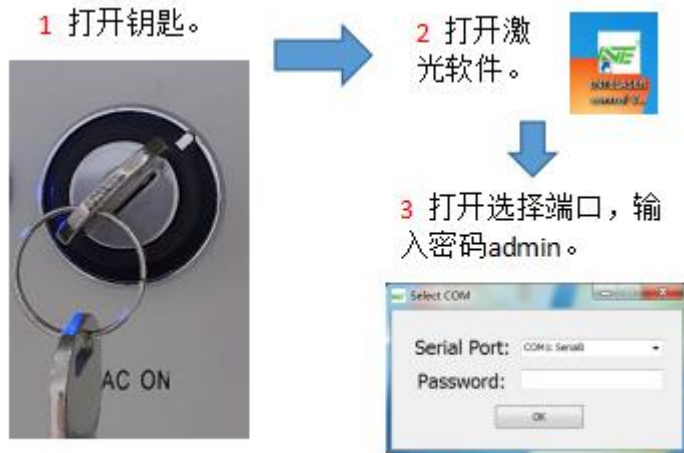 1 打开钥匙。
2 打开激
光软件。
3 打开选择端口，输
入密码admin。
AC ON
Select COM
Serial Port:
Password:
OK